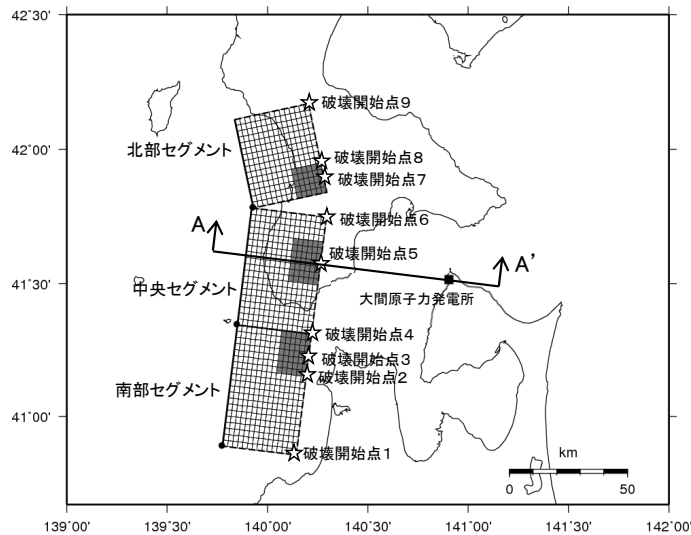 42˚30'
破壊開始点9
北部セグメント
42˚00'
破壊開始点8
破壊開始点7
A
破壊開始点6
破壊開始点5
A'
41˚30'
中央セグメント
大間原子力発電所
破壊開始点4
破壊開始点3
南部セグメント
破壊開始点2
41˚00'
破壊開始点1
km
0 50
139˚00' 139˚30' 140˚00' 140˚30' 141˚00' 141˚30' 142˚00'